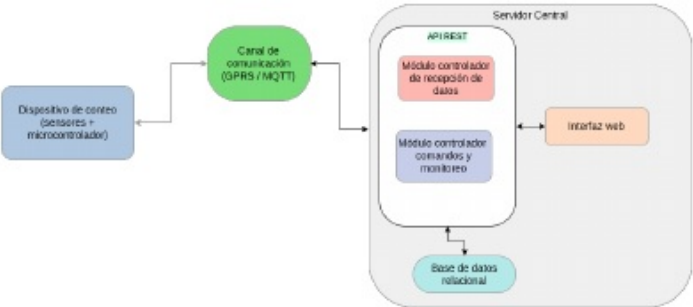 Servidor Central
API REST
Canal de
comunicación
(GPRS / MQTT)
Módulo controlador
de recepción de
datos
Dispositivo de conteo
(sensores +
microcontrolador)
Interfaz web
Módulo controlador
comandos y
monitoreo
Base de datos
relacional